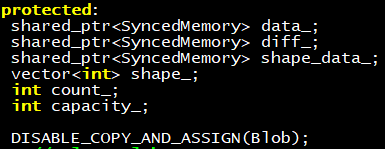 protected:
shared_ptr<SyncedMemory> data_;
shared_ptr<SyncedMemory> diff_;
shared_ptr<SyncedMemory> shape_data_;
vector<int> shape_;
int count_;
int capacity_;
DISABLE_COPY_AND_ASSIGN(Blob);